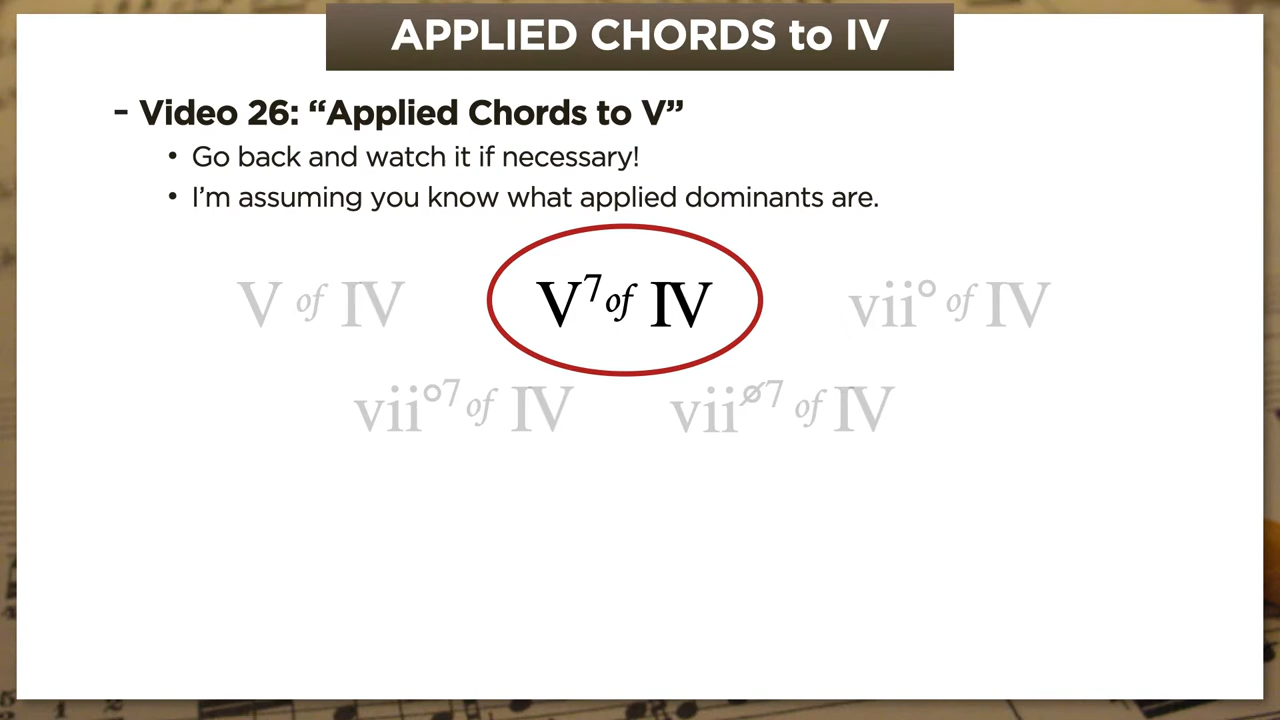 APPLIED CHORDS to IV
– Video 26: “Applied Chords to V”
• Go back and watch it if necessary!
• I’m assuming you know what applied dominants are.
V of IV V⁷ of IV vii° of IV
vii°⁷ of IV viiø⁷ of IV